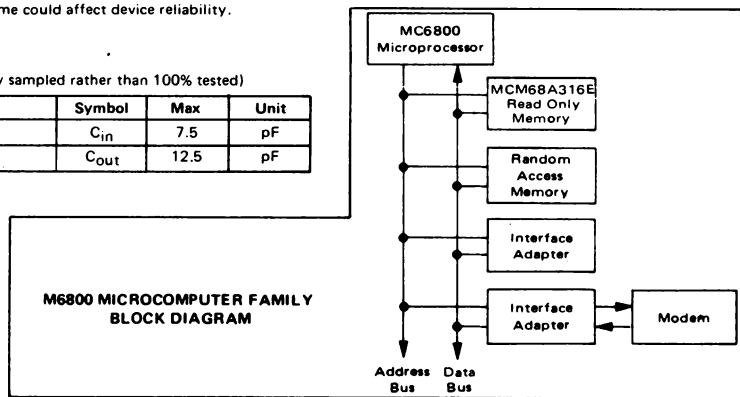 me could affect device reliability.
y sampled rather than 100% tested)
Symbol Max Unit
Cin 7.5 pF
Cout 12.5 pF
MC6800
Microprocessor
MCM68A316E
Read Only
Memory
Random
Access
Memory
Interface
Adapter
Interface
Adapter
Modem
M6800 MICROCOMPUTER FAMILY
BLOCK DIAGRAM
Address
Bus
Data
Bus